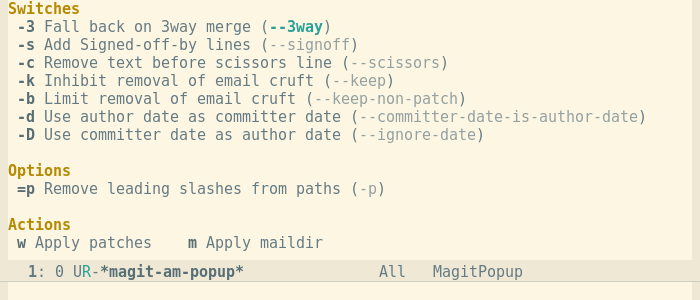 Switches
-3 Fall back on 3way merge (--3way)
-s Add Signed-off-by lines (--signoff)
-c Remove text before scissors line (--scissors)
-k Inhibit removal of email cruft (--keep)
-b Limit removal of email cruft (--keep-non-patch)
-d Use author date as committer date (--committer-date-is-author-date)
-D Use committer date as author date (--ignore-date)
Options
=p Remove leading slashes from paths (-p)
Actions
w Apply patches    m Apply maildir
1: 0 UR-*magit-am-popup*               All   MagitPopup